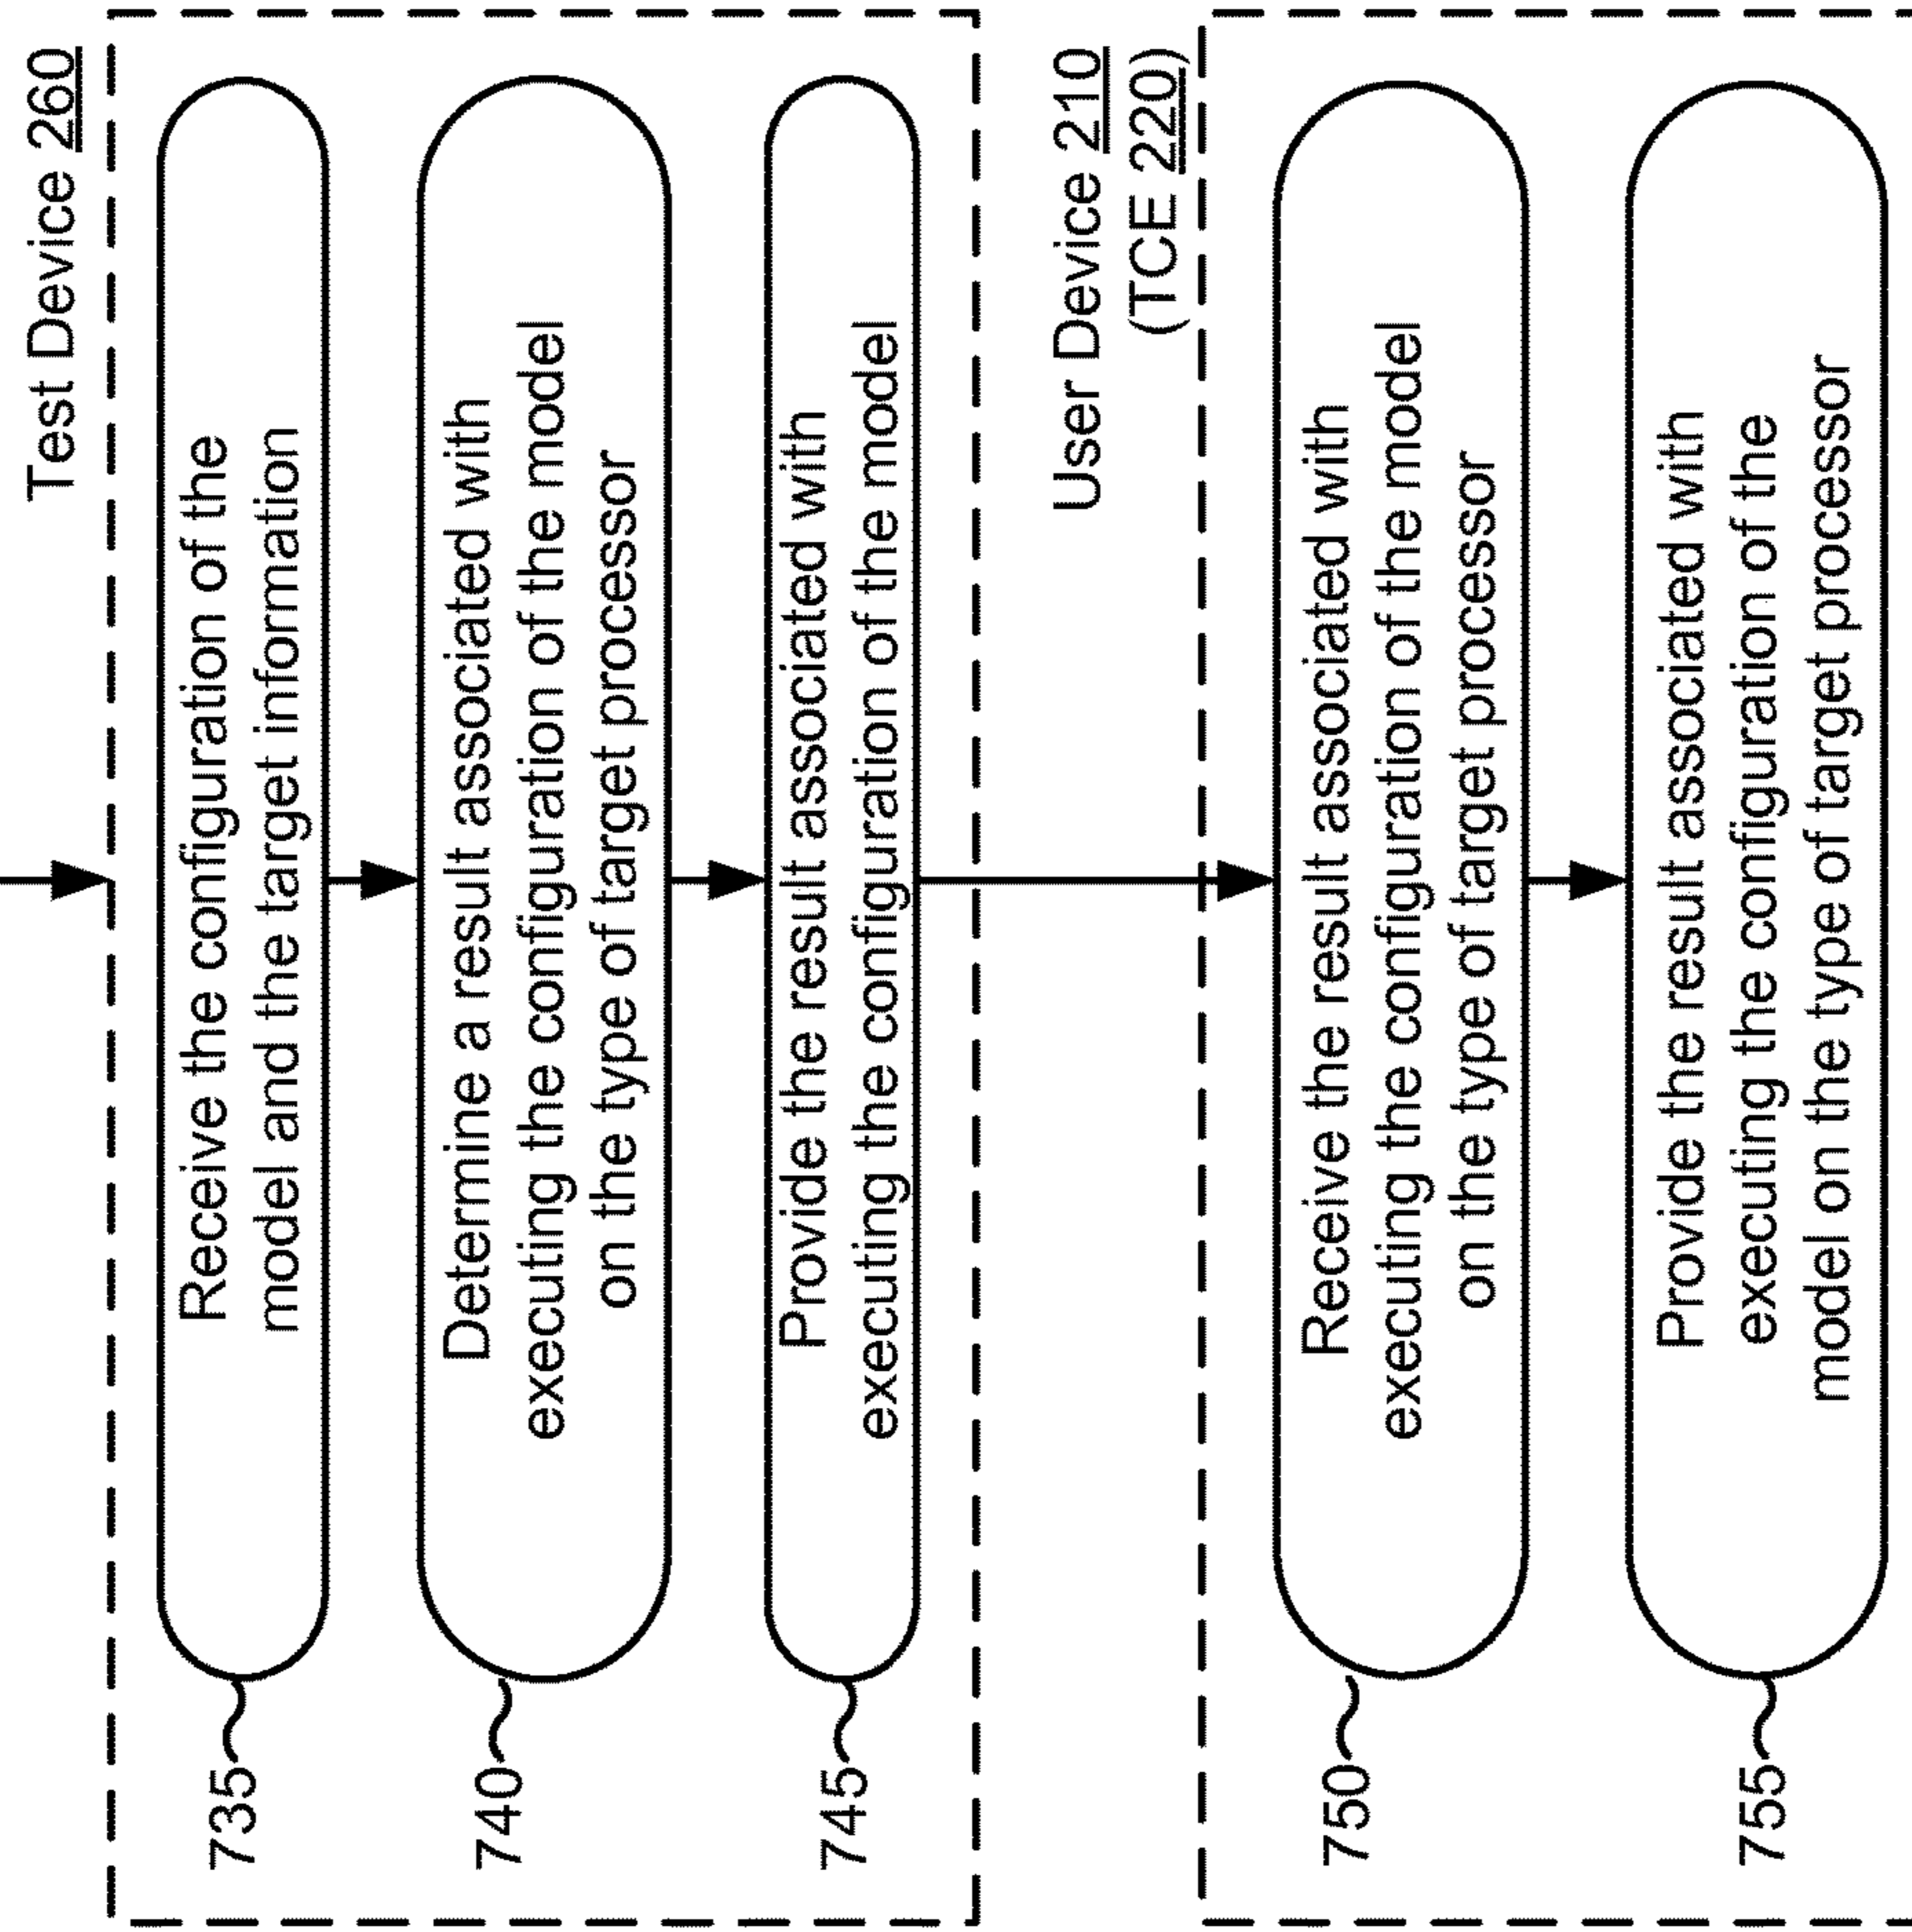 Test Device 260
735
Receive the configuration of the
model and the target information
740
Determine a result associated with
executing the configuration of the model
on the type of target processor
745
Provide the result associated with
executing the configuration of the model
User Device 210
(TCE 220)
750
Receive the result associated with
executing the configuration of the model
on the type of target processor
755
Provide the result associated with
executing the configuration of the
model on the type of target processor